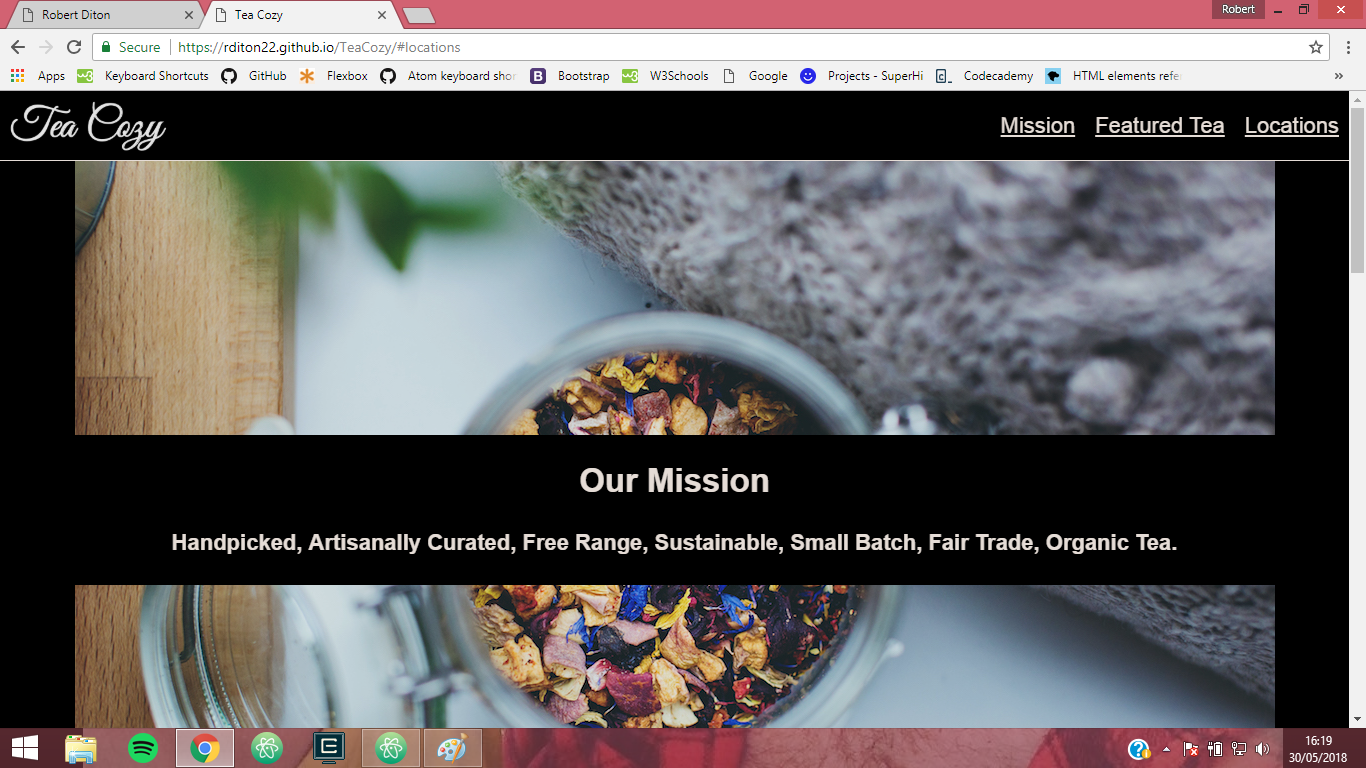 Robert
Robert Diton
Tea Cozy
Secure
https://rditon22.github.io/TeaCozy/#locations
Apps
Keyboard Shortcuts
GitHub
Flexbox
Atom keyboard shor
Bootstrap
W3Schools
Google
Projects - SuperHi
Codecademy
HTML elements refe
»
Tea Cozy
Mission
Featured Tea
Locations
Our Mission
Handpicked, Artisanally Curated, Free Range, Sustainable, Small Batch, Fair Trade, Organic Tea.
16:19
30/05/2018